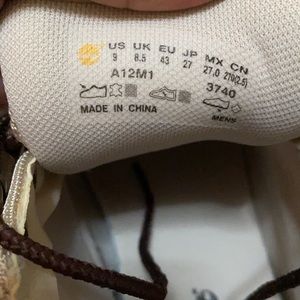 US UK EU JP MX CN
9 8.5 43 27 27.0 270(2.5)
A12M1 3740
MENS
MADE IN CHINA